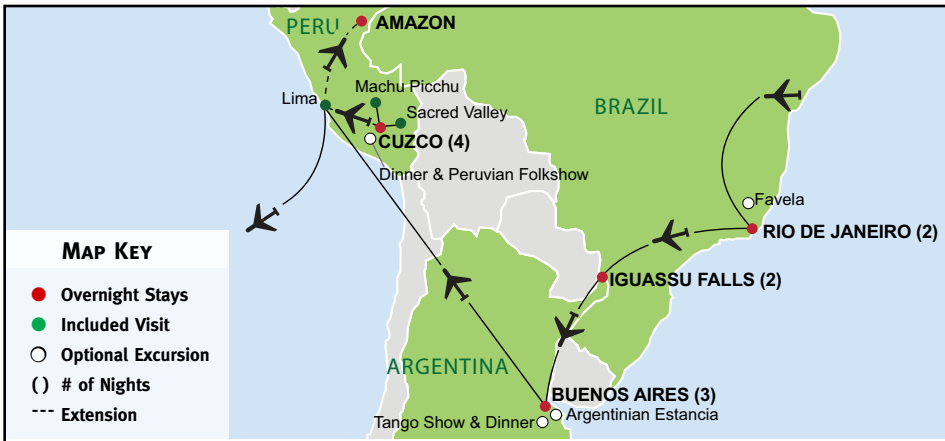 PERU
AMAZON
Machu Picchu
Lima
Sacred Valley
BRAZIL
CUZCO (4)
Dinner & Peruvian Folkshow
Favela
RIO DE JANEIRO (2)
MAP KEY
Overnight Stays
Included Visit
Optional Excursion
() # of Nights
--- Extension
IGUASSU FALLS (2)
ARGENTINA
BUENOS AIRES (3)
Argentinian Estancia
Tango Show & Dinner